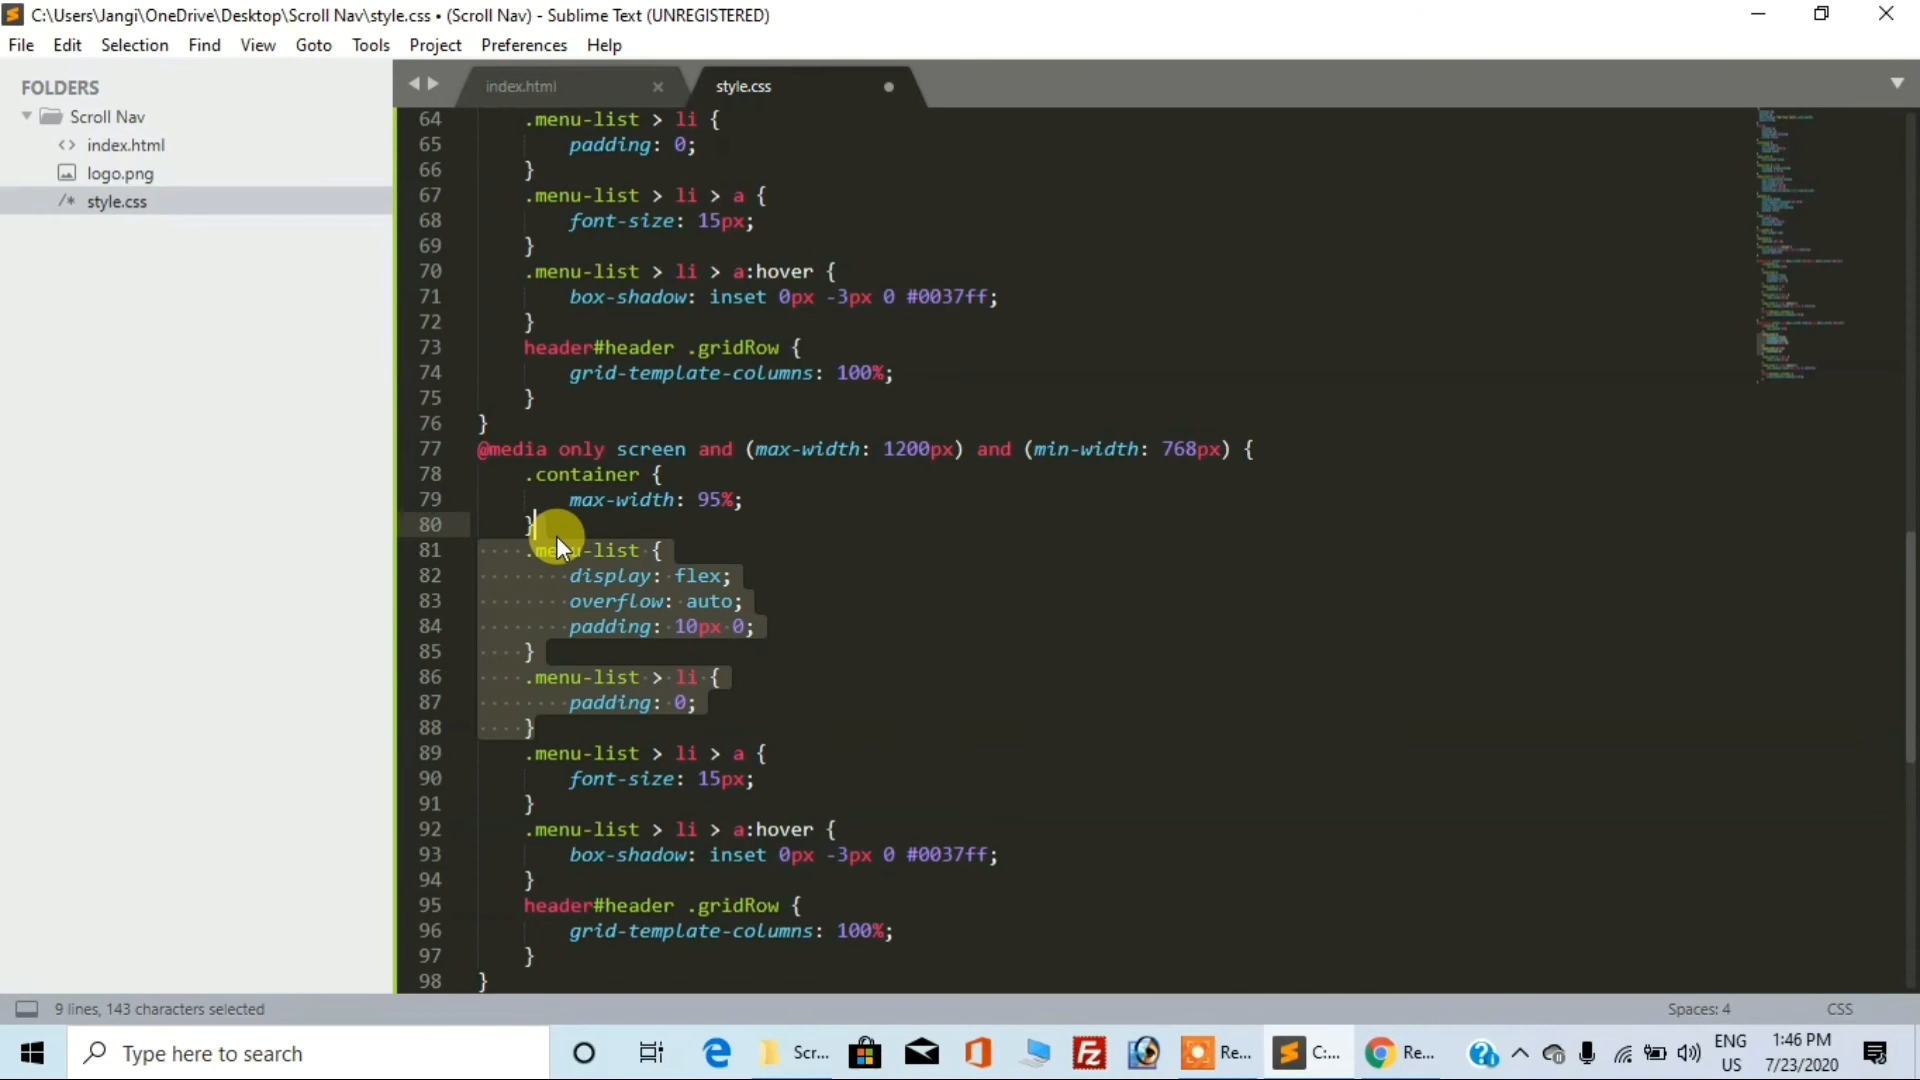 C:\Users\Jangi\OneDrive\Desktop\Scroll Nav\style.css • (Scroll Nav) - Sublime Text (UNREGISTERED)
File Edit Selection Find View Goto Tools Project Preferences Help
FOLDERS
Scroll Nav
<> index.html
logo.png
/* style.css
index.html × style.css
64 .menu-list > li {
65 padding: 0;
66 }
67 .menu-list > li > a {
68 font-size: 15px;
69 }
70 .menu-list > li > a:hover {
71 box-shadow: inset 0px -3px 0 #0037ff;
72 }
73 header#header .gridRow {
74 grid-template-columns: 100%;
75 }
76 }
77 @media only screen and (max-width: 1200px) and (min-width: 768px) {
78 .container {
79 max-width: 95%;
80 }
81 .menu-list {
82 display: flex;
83 overflow: auto;
84 padding: 10px 0;
85 }
86 .menu-list > li {
87 padding: 0;
88 }
89 .menu-list > li > a {
90 font-size: 15px;
91 }
92 .menu-list > li > a:hover {
93 box-shadow: inset 0px -3px 0 #0037ff;
94 }
95 header#header .gridRow {
96 grid-template-columns: 100%;
97 }
98 }
9 lines, 143 characters selected Spaces: 4 CSS
Type here to search Scr... Re... C:... Re... ENG 1:46 PM
US 7/23/2020